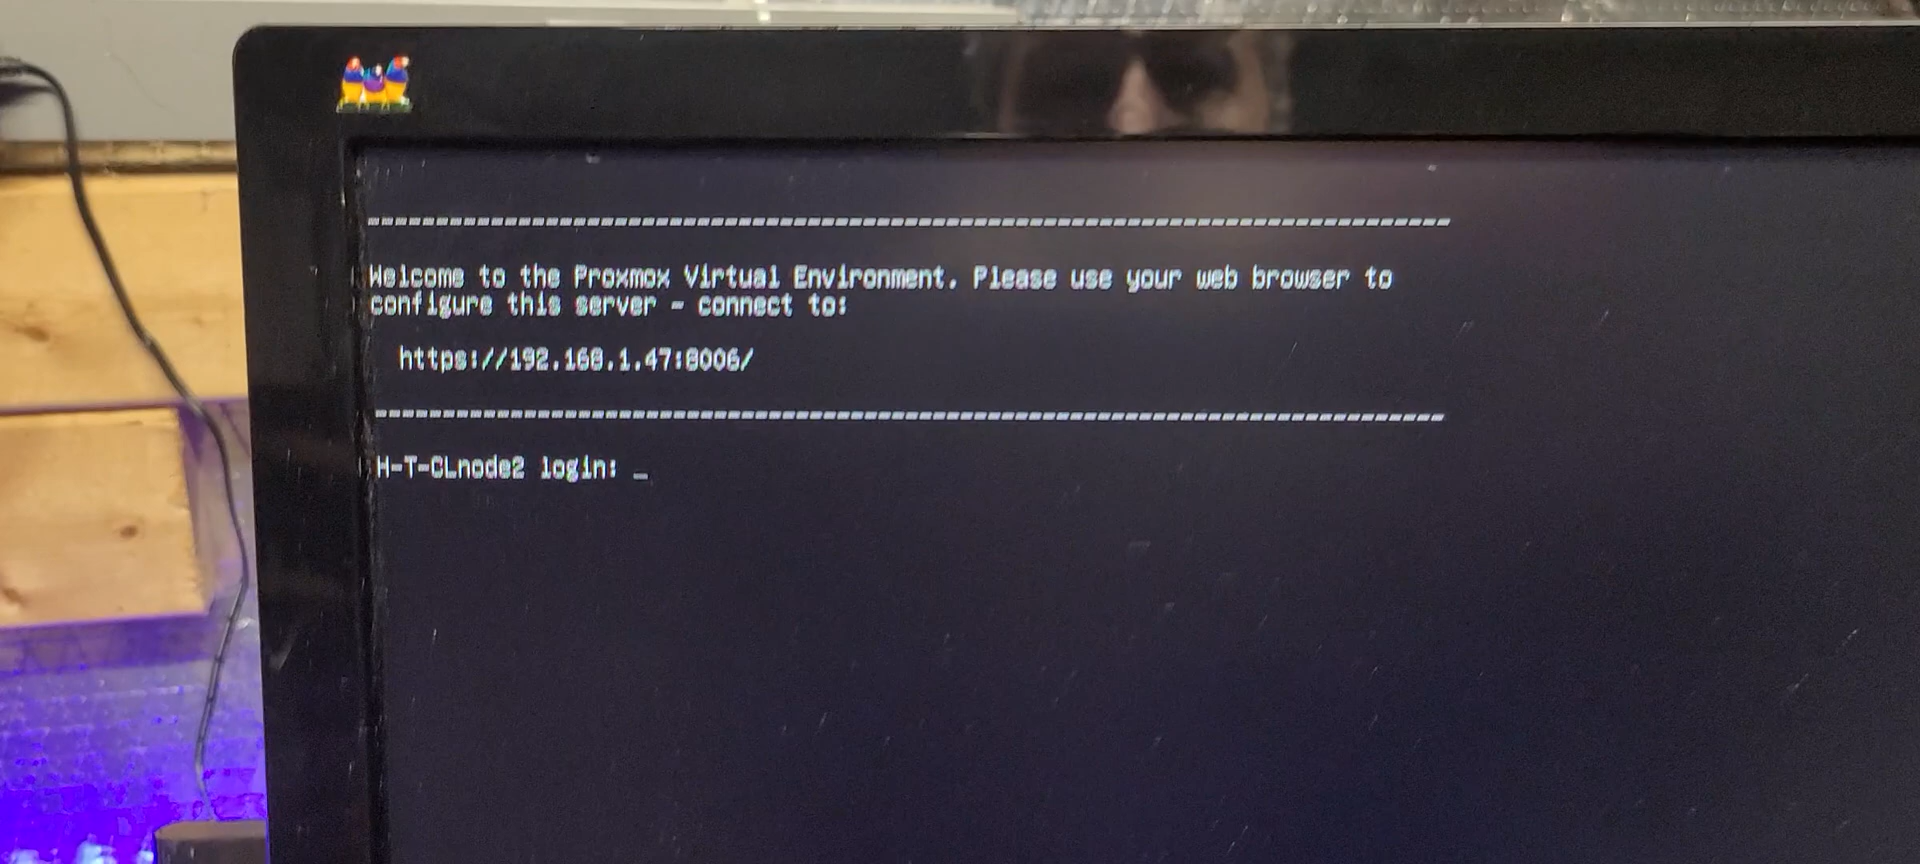 --------------------------------------------------------------------------------
Welcome to the Proxmox Virtual Environment. Please use your web browser to
configure this server - connect to:
https://192.168.1.47:8006/
--------------------------------------------------------------------------------
H-T-CLnode2 login: _